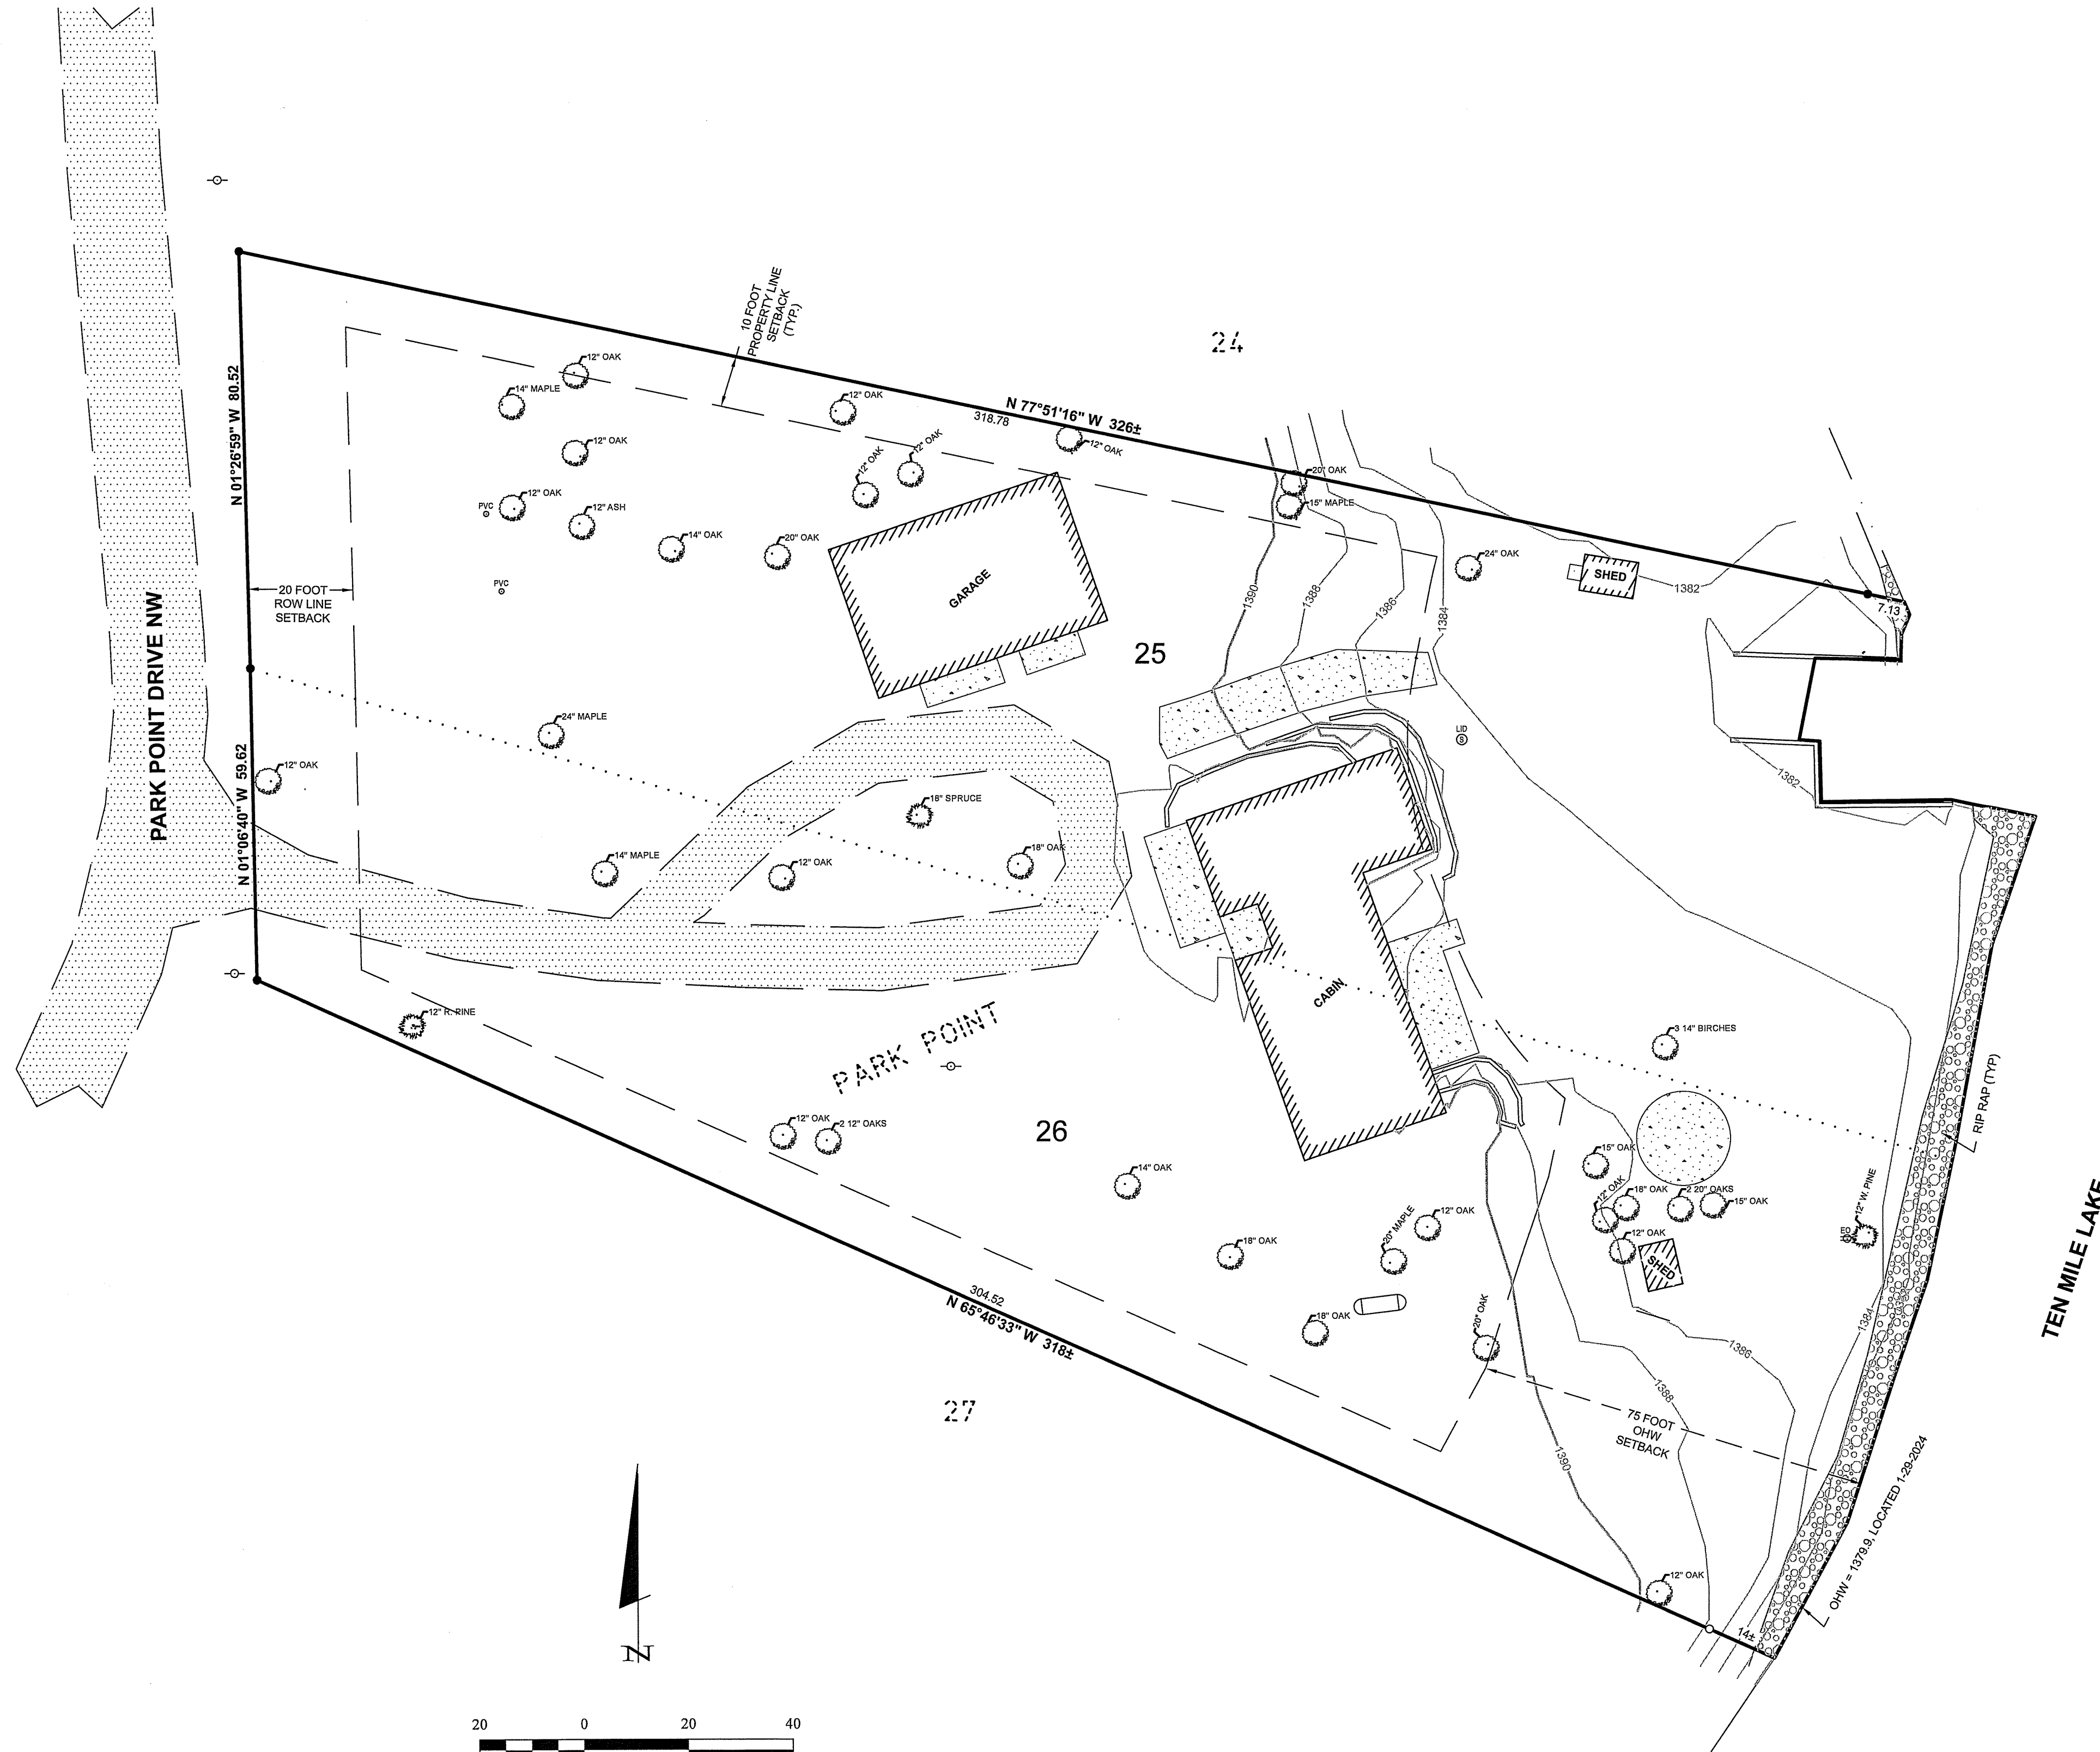 10 FOOT
PROPERTY LINE
SETBACK
(TYP.)
24
12" OAK
14" MAPLE
12" OAK
N 77°51'16" W 326±
318.78
12" OAK
12" OAK
12" OAK
12" OAK
N 01°26'59" W 80.52
20" OAK
15" MAPLE
PVC
12" OAK
12" ASH
14" OAK
20" OAK
24" OAK
SHED
1382
7.13
PVC
20 FOOT
ROW LINE
SETBACK
GARAGE
1390
1388
1386
1384
25
PARK POINT DRIVE NW
24" MAPLE
LID
S
12" OAK
1382
18" SPRUCE
N 01°06'40" W 59.62
14" MAPLE
12" OAK
18" OAK
CABIN
12" R. PINE
PARK POINT
3 14" BIRCHES
RIP RAP (TYP)
26
12" OAK
2 12" OAKS
14" OAK
15" OAK
12" OAK
18" OAK
2 20" OAKS
15" OAK
12" W. PINE
EO
12" OAK
SHED
18" OAK
20" MAPLE
12" OAK
TEN MILE LAKE
304.52
N 65°46'33" W 318±
18" OAK
20" OAK
1384
1386
1388
27
75 FOOT
OHW
SETBACK
1390
OHW = 1379.9, LOCATED 1-29-2024
12" OAK
14±
N
20 0 20 40